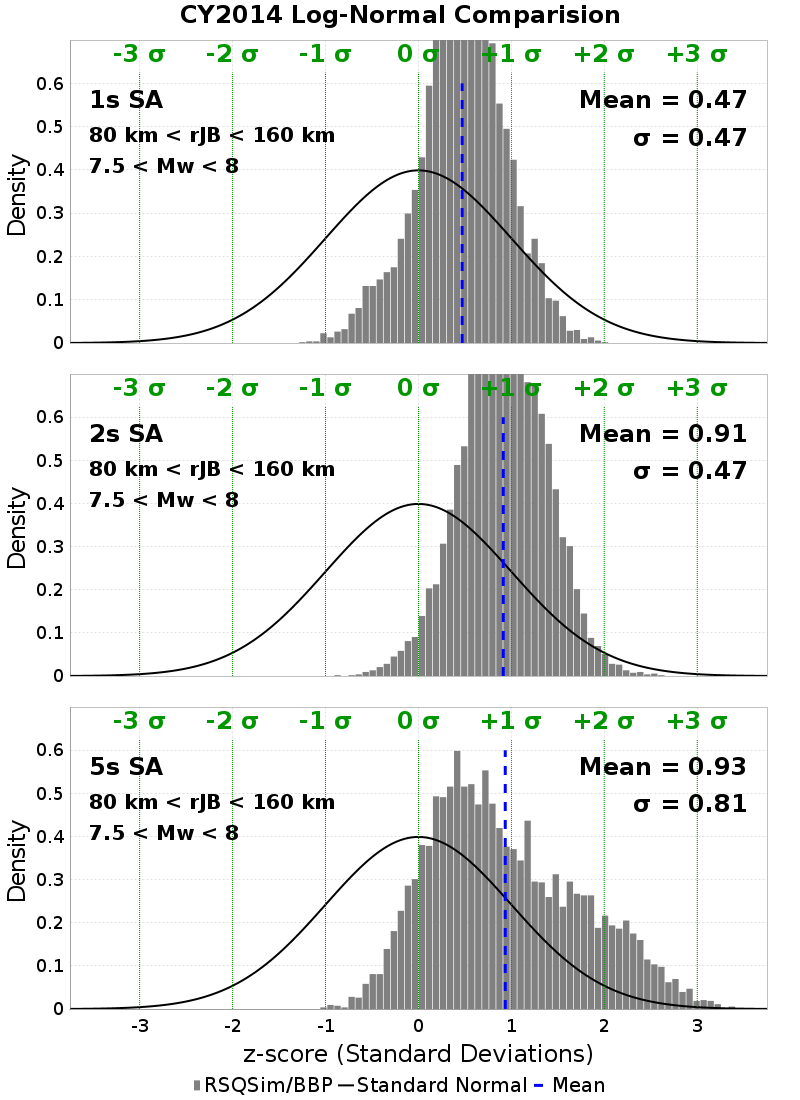 CY2014 Log-Normal Comparision
-3 σ -2 σ -1 σ 0 σ +1 σ +2 σ +3 σ
0.6
1s SA Mean = 0.47
0.5
80 km < rJB < 160 km σ = 0.47
0.4
7.5 < Mw < 8
0.3
Density
0.2
0.1
0
-3 σ -2 σ -1 σ 0 σ +1 σ +2 σ +3 σ
0.6
2s SA Mean = 0.91
0.5
80 km < rJB < 160 km σ = 0.47
0.4
7.5 < Mw < 8
0.3
Density
0.2
0.1
0
-3 σ -2 σ -1 σ 0 σ +1 σ +2 σ +3 σ
0.6
5s SA Mean = 0.93
0.5
80 km < rJB < 160 km σ = 0.81
0.4
7.5 < Mw < 8
0.3
Density
0.2
0.1
0
-3 -2 -1 0 1 2 3
z-score (Standard Deviations)
RSQSim/BBP Standard Normal Mean